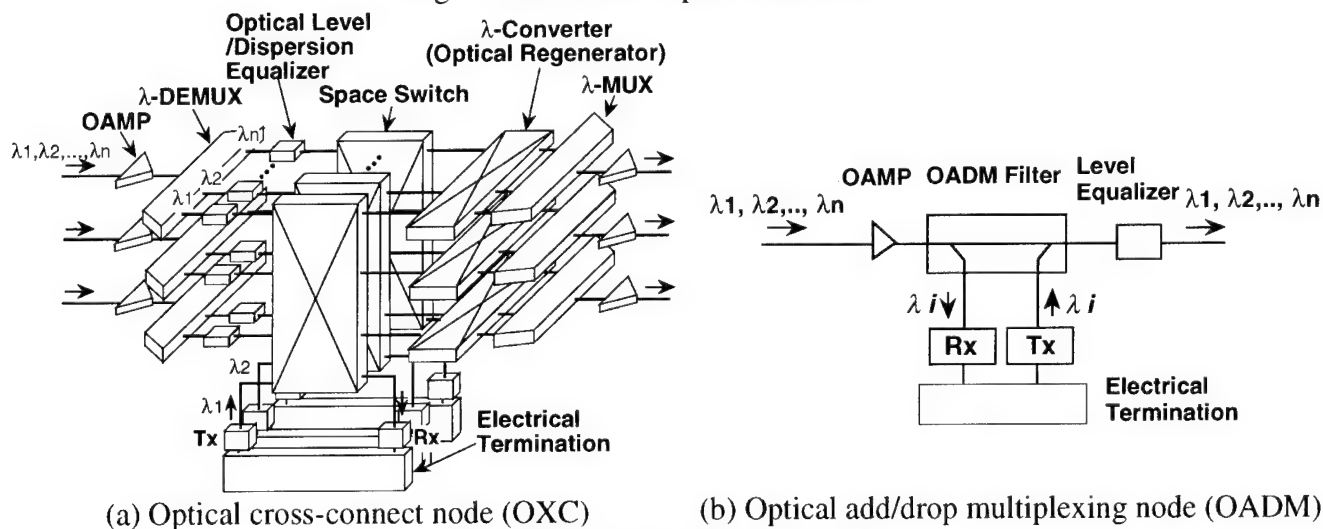 Optical Level
/Dispersion
Equalizer
λ-Converter
(Optical Regenerator)
λ-DEMUX
Space Switch
λ-MUX
OAMP
λn
λ1,λ2,...,λn
λ2
λ1
λ2
λ1
Tx
Rx
Electrical
Termination
(a) Optical cross-connect node (OXC)
OAMP OADM Filter
Level
Equalizer
λ1, λ2,.., λn
λ1, λ2,.., λn
λ i
λ i
Rx
Tx
Electrical
Termination
(b) Optical add/drop multiplexing node (OADM)